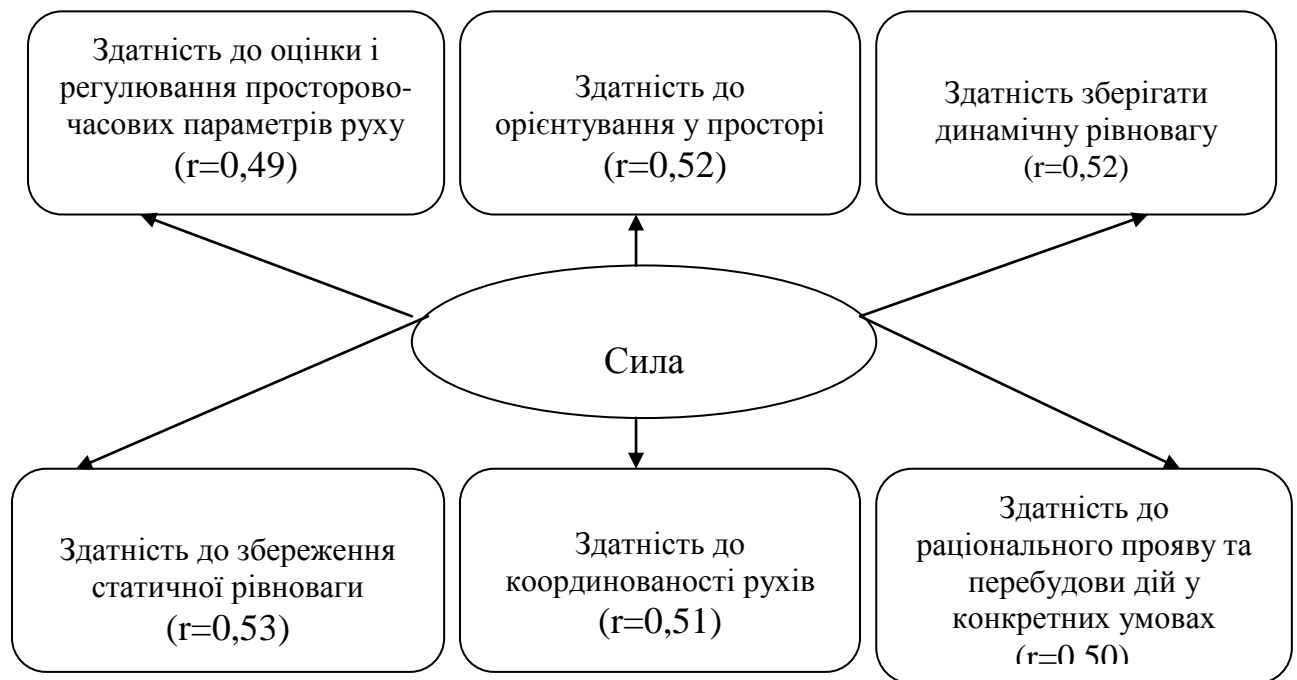 Здатність до оцінки і
регулювання просторово-
часових параметрів руху
(r=0,49)
Здатність до
орієнтування у просторі
(r=0,52)
Здатність зберігати
динамічну рівновагу
(r=0,52)
Сила
Здатність до збереження
статичної рівноваги
(r=0,53)
Здатність до
координованості рухів
(r=0,51)
Здатність до
раціонального прояву та
перебудови дій у
конкретних умовах
(r=0,50)